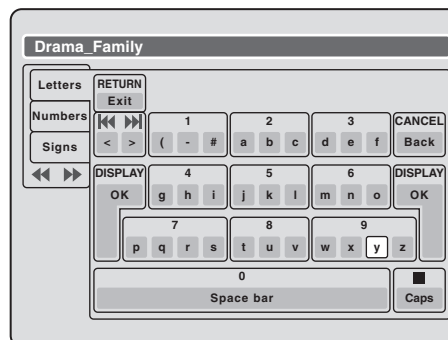 Drama_Family
Letters
Numbers
Signs
RETURN
Exit
1 2 3 CANCEL
< > ( - # a b c d e f Back
DISPLAY 4 5 6 DISPLAY
OK g h i j k l m n o OK
7 8 9
p q r s t u v w x y z
0
Space bar Caps